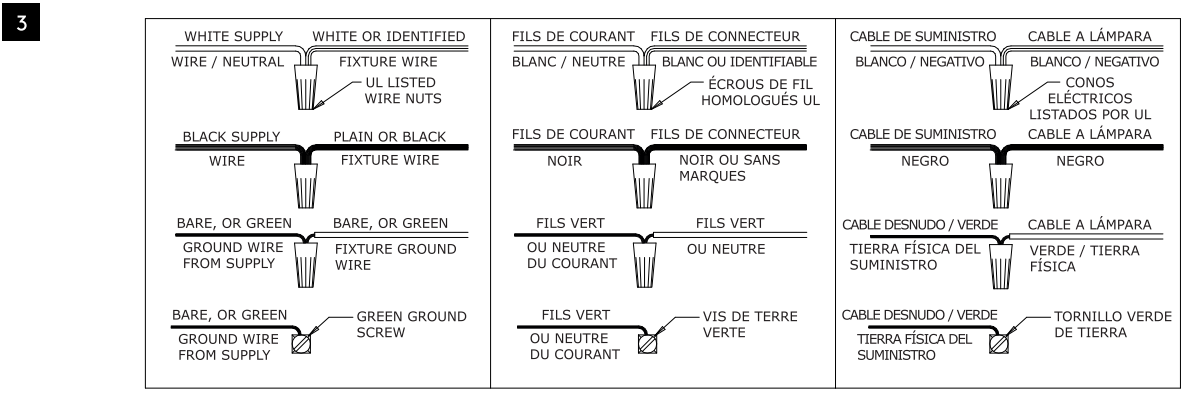 3
WHITE SUPPLY WHITE OR IDENTIFIED
WIRE / NEUTRAL FIXTURE WIRE
UL LISTED
WIRE NUTS
BLACK SUPPLY PLAIN OR BLACK
WIRE FIXTURE WIRE
BARE, OR GREEN BARE, OR GREEN
GROUND WIRE FIXTURE GROUND
FROM SUPPLY WIRE
BARE, OR GREEN GREEN GROUND
SCREW
GROUND WIRE
FROM SUPPLY
FILS DE COURANT FILS DE CONNECTEUR
BLANC / NEUTRE BLANC OU IDENTIFIABLE
ÉCROUS DE FIL
HOMOLOGUÉS UL
FILS DE COURANT FILS DE CONNECTEUR
NOIR NOIR OU SANS
MARQUES
FILS VERT FILS VERT
OU NEUTRE OU NEUTRE
DU COURANT
FILS VERT VIS DE TERRE
VERTE
OU NEUTRE
DU COURANT
CABLE DE SUMINISTRO CABLE A LÁMPARA
BLANCO / NEGATIVO BLANCO / NEGATIVO
CONOS
ELÉCTRICOS
LISTADOS POR UL
CABLE DE SUMINISTRO CABLE A LÁMPARA
NEGRO NEGRO
CABLE DESNUDO / VERDE CABLE A LÁMPARA
TIERRA FÍSICA DEL VERDE / TIERRA
SUMINISTRO FÍSICA
CABLE DESNUDO / VERDE TORNILLO VERDE
DE TIERRA
TIERRA FÍSICA DEL
SUMINISTRO